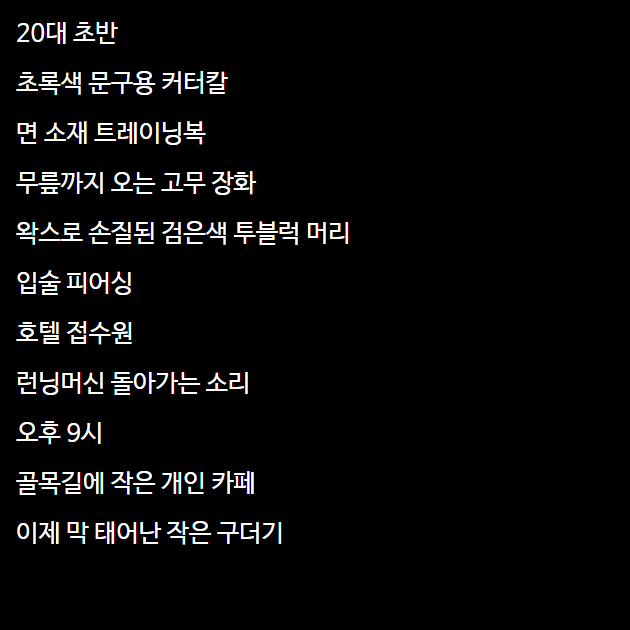 20대 초반
초록색 문구용 커터칼
면 소재 트레이닝복
무릎까지 오는 고무 장화
왁스로 손질된 검은색 투블럭 머리
입술 피어싱
호텔 접수원
런닝머신 돌아가는 소리
오후 9시
골목길에 작은 개인 카페
이제 막 태어난 작은 구더기